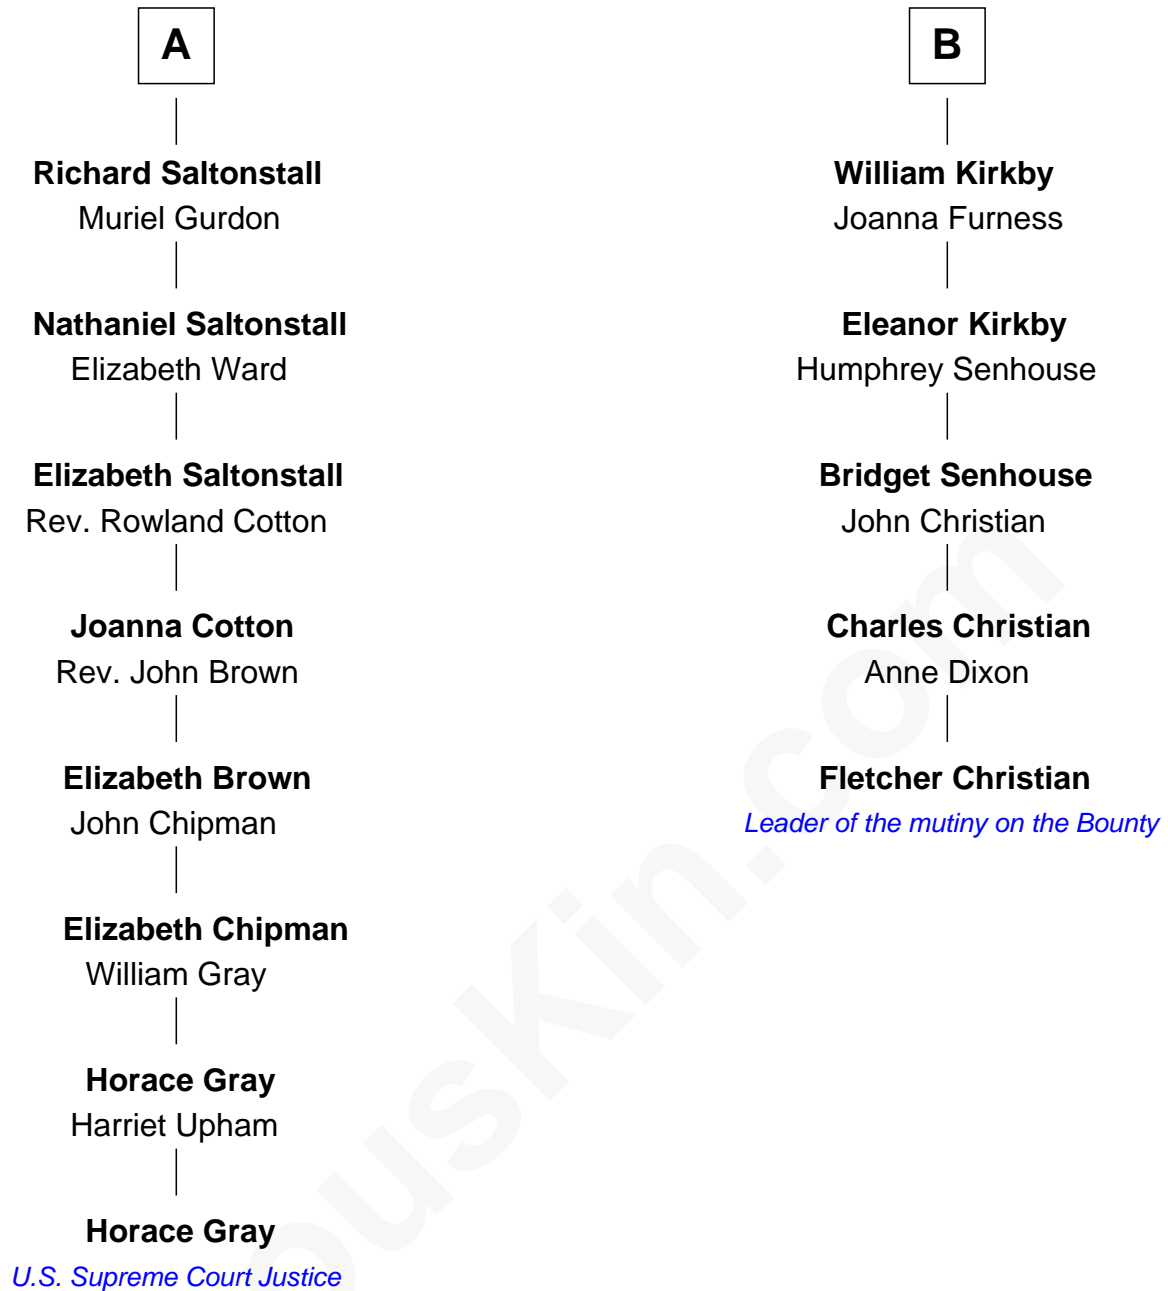 A
Richard Saltonstall
Muriel Gurdon
Nathaniel Saltonstall
Elizabeth Ward
Elizabeth Saltonstall
Rev. Rowland Cotton
Joanna Cotton
Rev. John Brown
Elizabeth Brown
John Chipman
Elizabeth Chipman
William Gray
Horace Gray
Harriet Upham
Horace Gray
U.S. Supreme Court Justice
B
William Kirkby
Joanna Furness
Eleanor Kirkby
Humphrey Senhouse
Bridget Senhouse
John Christian
Charles Christian
Anne Dixon
Fletcher Christian
Leader of the mutiny on the Bounty
ousKin.com